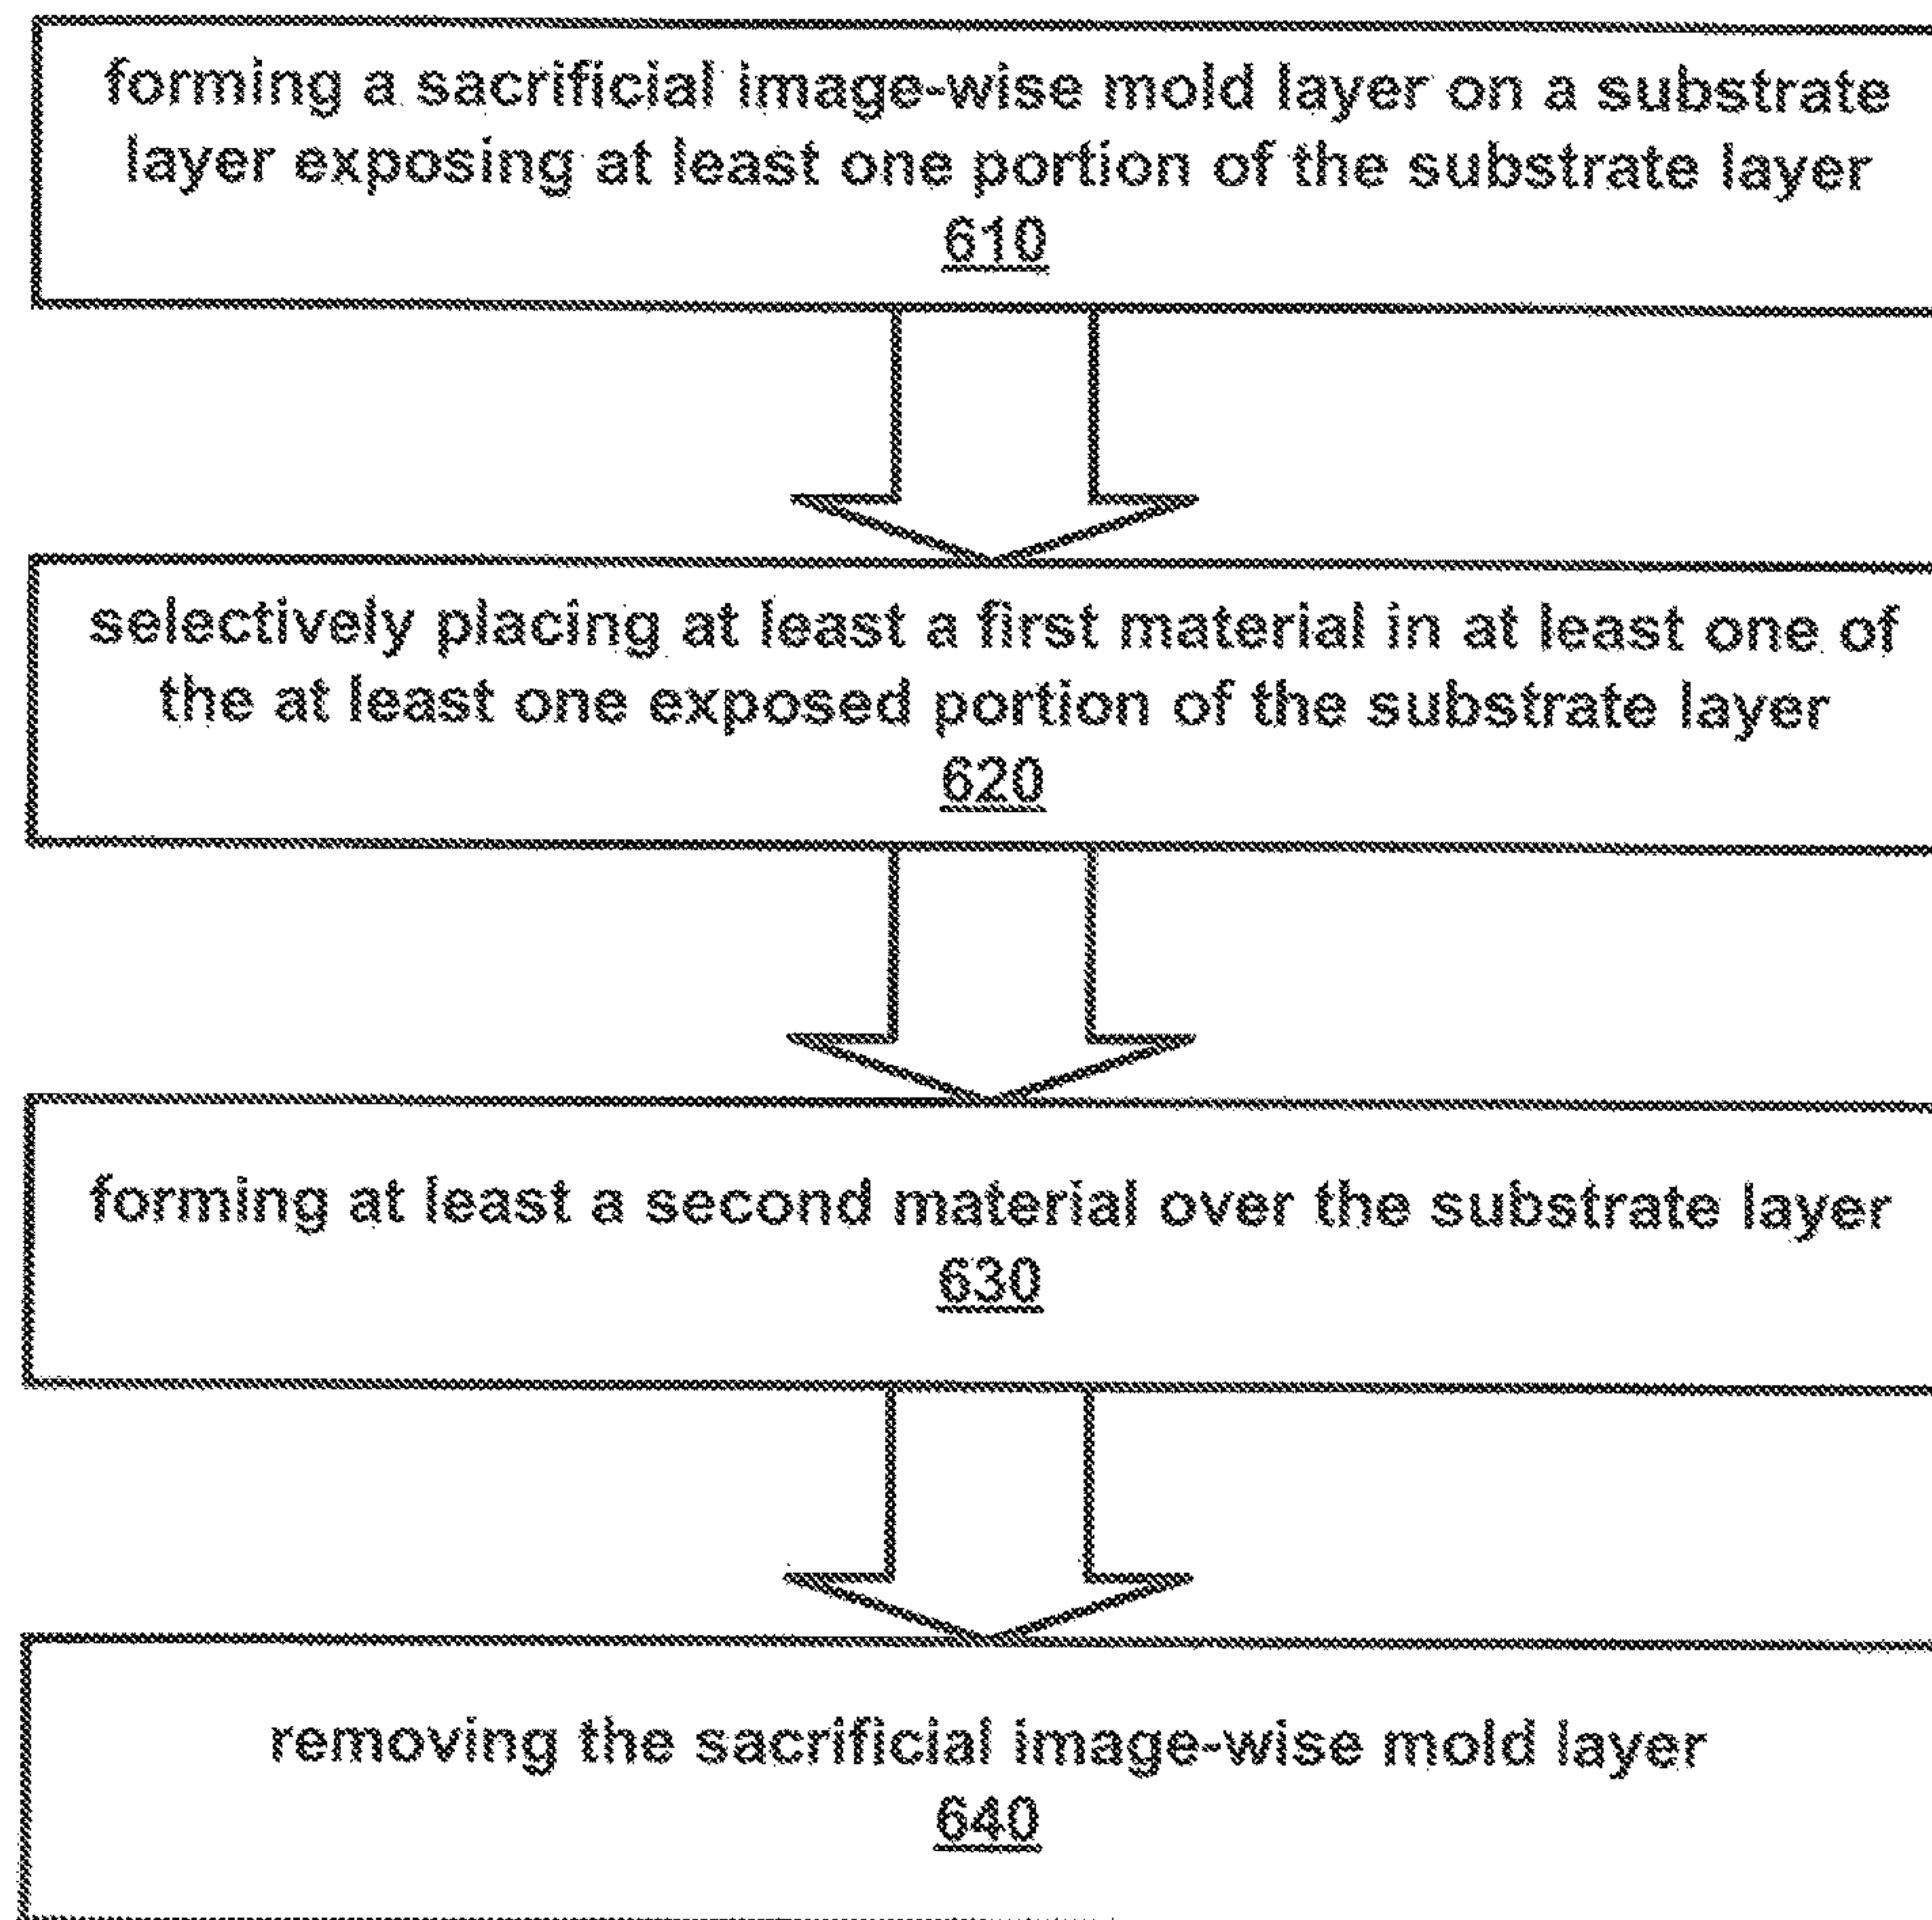 forming a sacrificial image-wise mold layer on a substrate
layer exposing at least one portion of the substrate layer
610
selectively placing at least a first material in at least one of
the at least one exposed portion of the substrate layer
620
forming at least a second material over the substrate layer
630
removing the sacrificial image-wise mold layer
640